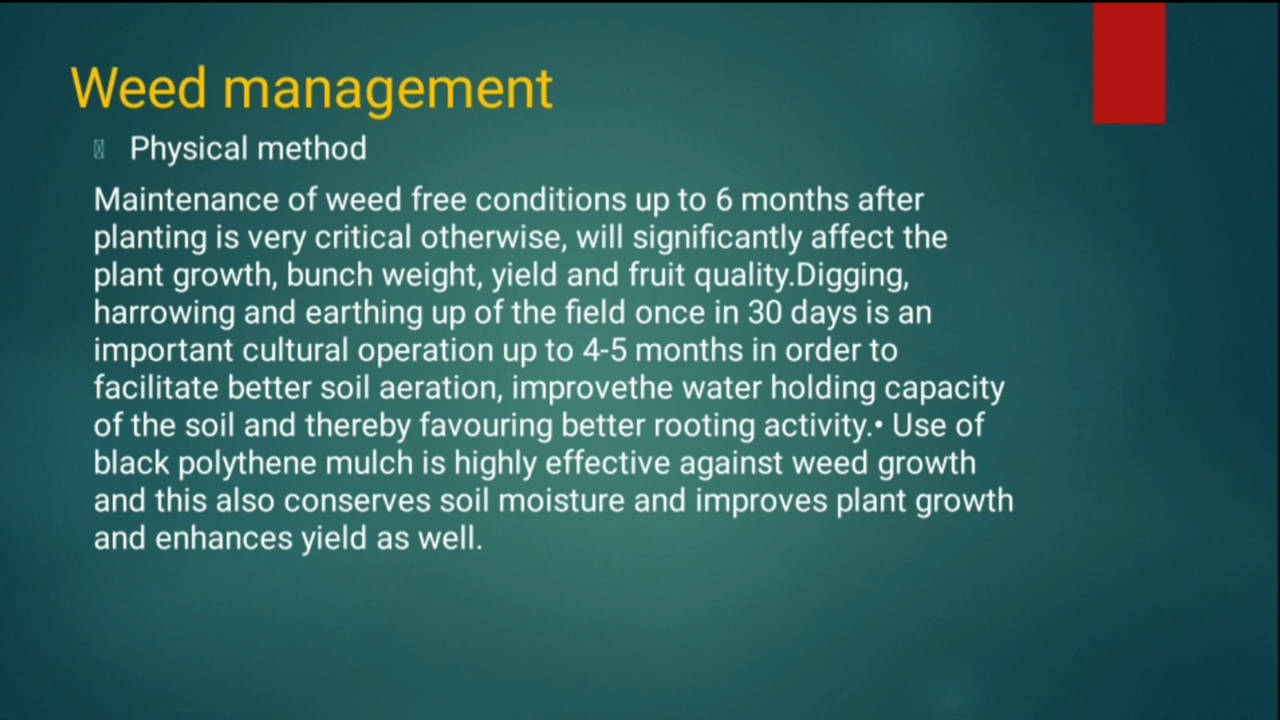 Weed management
Physical method
Maintenance of weed free conditions up to 6 months after
planting is very critical otherwise, will significantly affect the
plant growth, bunch weight, yield and fruit quality.Digging,
harrowing and earthing up of the field once in 30 days is an
important cultural operation up to 4-5 months in order to
facilitate better soil aeration, improvethe water holding capacity
of the soil and thereby favouring better rooting activity.• Use of
black polythene mulch is highly effective against weed growth
and this also conserves soil moisture and improves plant growth
and enhances yield as well.